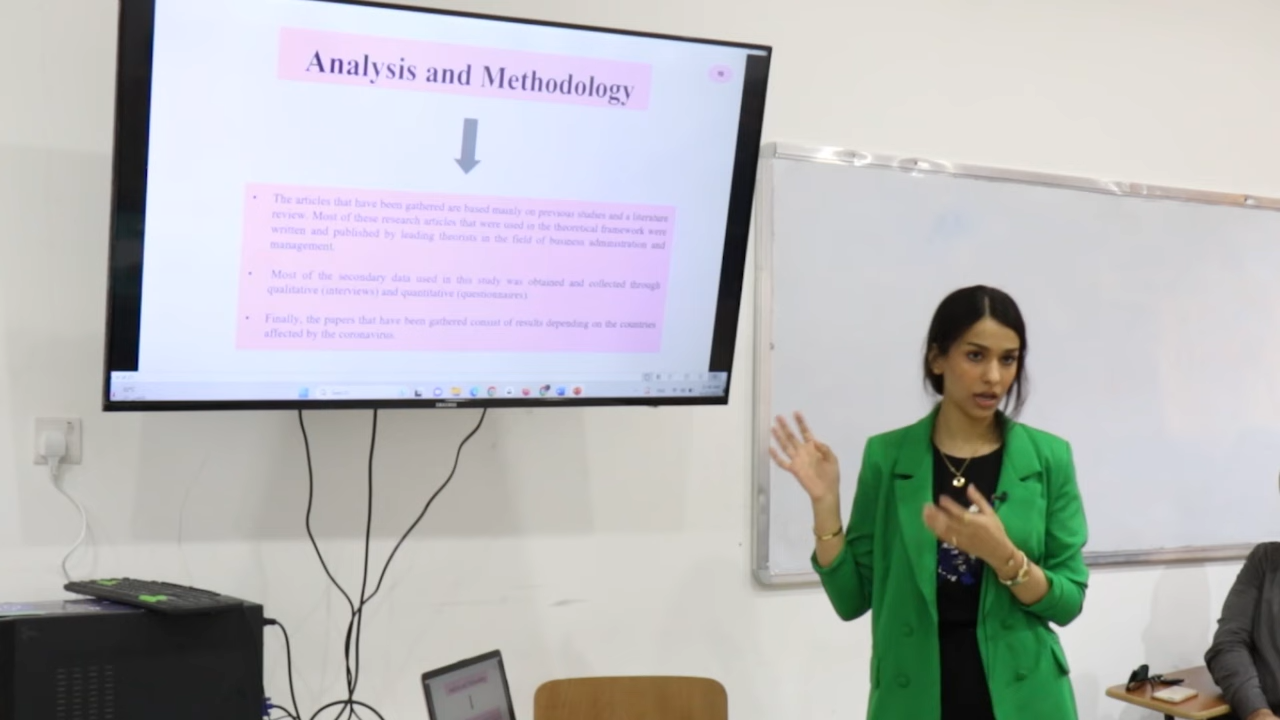 Analysis and Methodology
• The articles that have been gathered are based mainly on previous studies and a literature
review. Most of these research articles that were used in the theoretical framework were
written and published by leading theorists in the field of business administration and
management.
• Most of the secondary data used in this study was obtained and collected through
qualitative (interviews) and quantitative (questionnaires).
• Finally, the papers that have been gathered consist of results depending on the countries
affected by the coronavirus.
Search